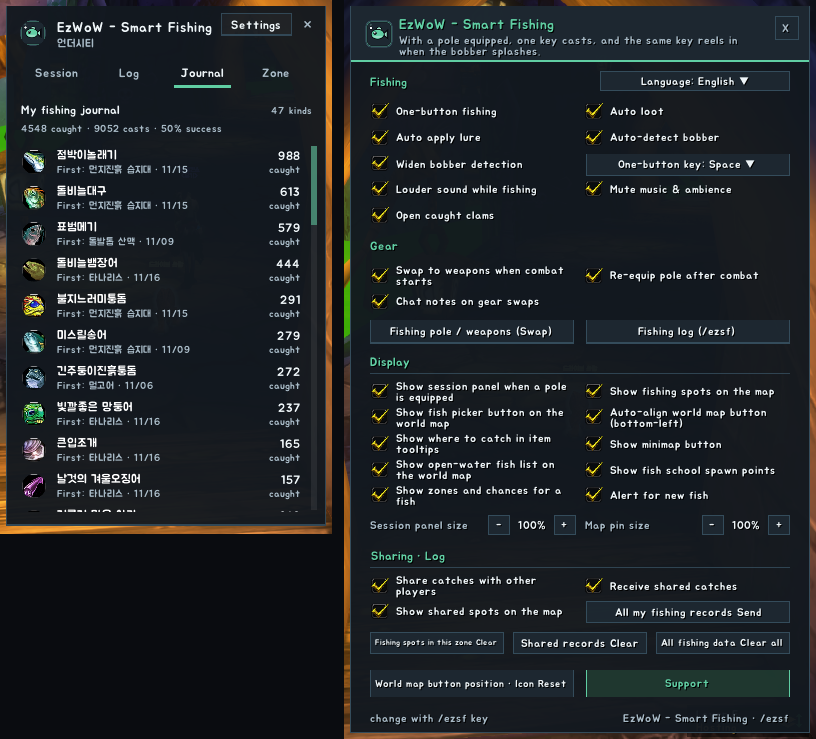 EzWoW - Smart Fishing
Settings
×
언더시티
Session
Log
Journal
Zone
My fishing journal
47 kinds
4548 caught · 9052 casts · 50% success
점박이놀래기
988
First: 먼지진흙 습지대 · 11/15
caught
돌비늘대구
613
First: 먼지진흙 습지대 · 11/15
caught
표범메기
579
First: 돌발톱 산맥 · 11/09
caught
돌비늘뱀장어
444
First: 타나리스 · 11/16
caught
불지느러미퉁돔
291
First: 먼지진흙 습지대 · 11/15
caught
미스릴송어
279
First: 먼지진흙 습지대 · 11/09
caught
긴주둥이진흙퉁돔
272
First: 멀고어 · 11/06
caught
빛깔좋은 망둥어
237
First: 타나리스 · 11/16
caught
큰입조개
165
First: 타나리스 · 11/16
caught
날것의 겨울오징어
157
First: 타나리스 · 11/16
caught
EzWoW - Smart Fishing
X
With a pole equipped, one key casts, and the same key reels in
when the bobber splashes.
Fishing
Language: English ▼
One-button fishing
Auto loot
Auto apply lure
Auto-detect bobber
Widen bobber detection
One-button key: Space ▼
Louder sound while fishing
Mute music & ambience
Open caught clams
Gear
Swap to weapons when combat
starts
Re-equip pole after combat
Chat notes on gear swaps
Fishing pole / weapons (Swap)
Fishing log (/ezsf)
Display
Show session panel when a pole
is equipped
Show fishing spots on the map
Show fish picker button on the
world map
Auto-align world map button
(bottom-left)
Show where to catch in item
tooltips
Show minimap button
Show open-water fish list on
the world map
Show fish school spawn points
Show zones and chances for a
fish
Alert for new fish
Session panel size
-
100%
+
Map pin size
-
100%
+
Sharing · Log
Share catches with other
players
Receive shared catches
Show shared spots on the map
All my fishing records Send
Fishing spots in this zone Clear
Shared records Clear
All fishing data Clear all
World map button position · Icon Reset
Support
change with /ezsf key
EzWoW - Smart Fishing · /ezsf